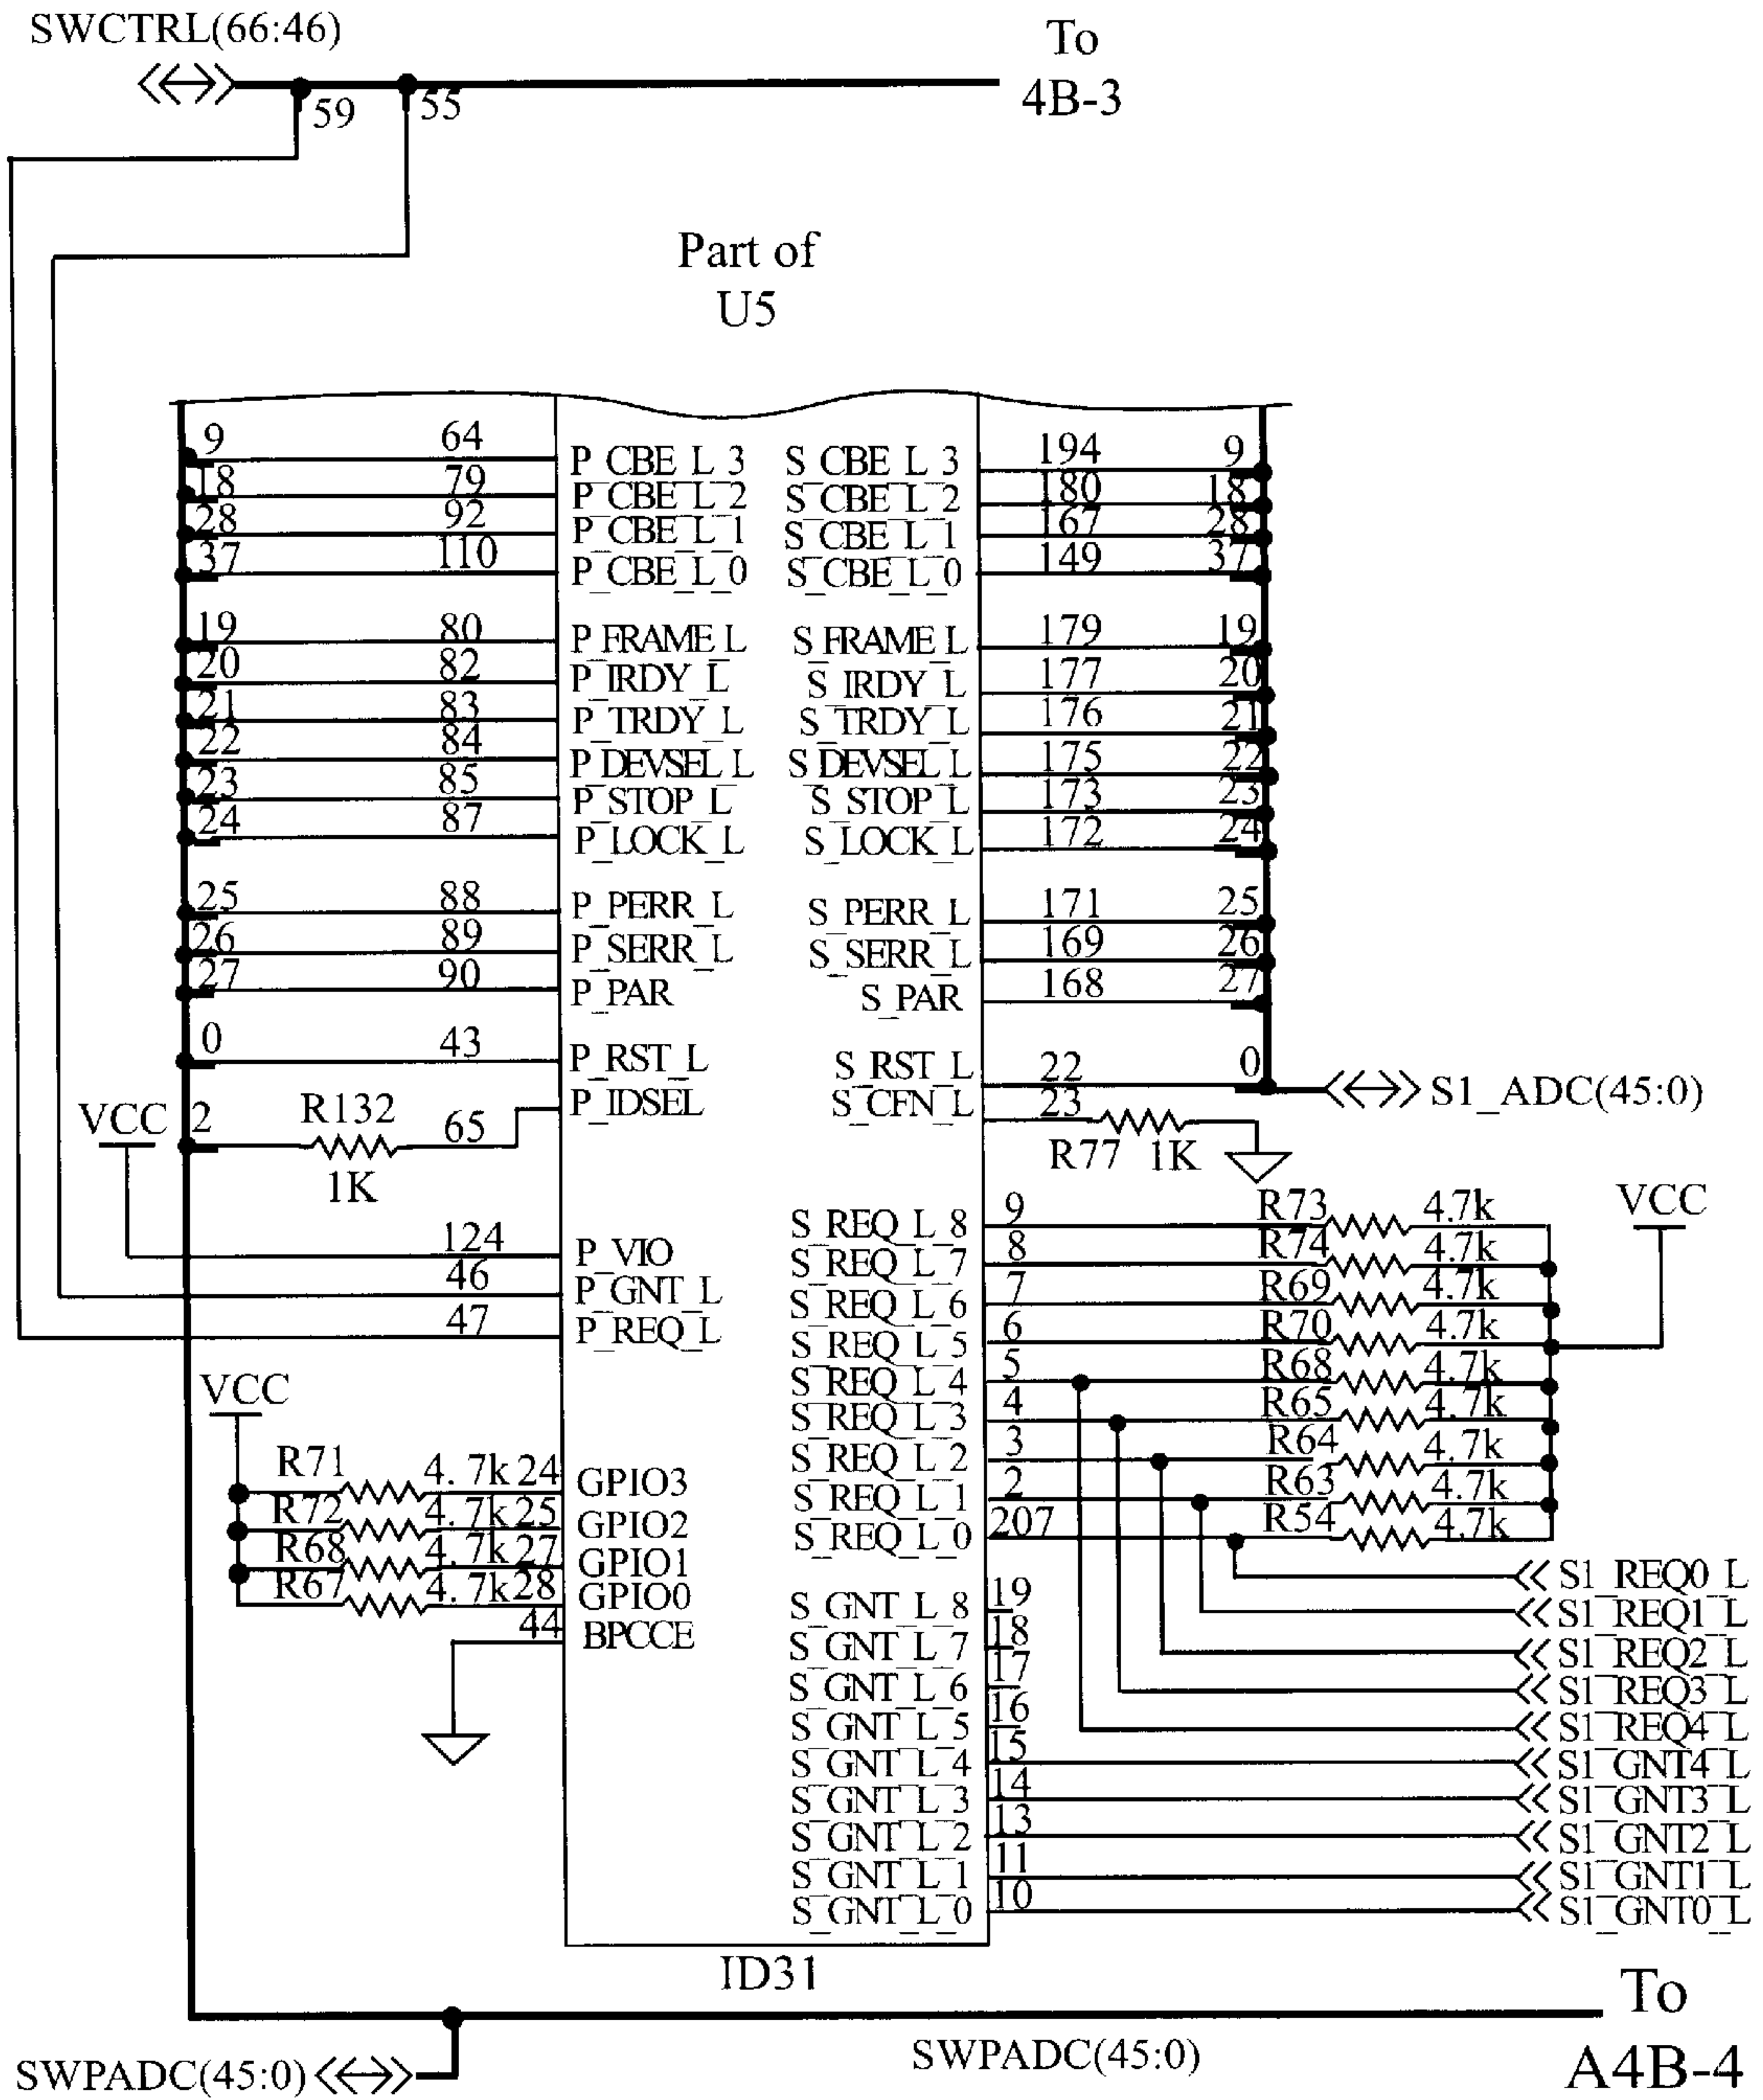 SWCTRL(66:46)
To
4B-3
59
55
Part of
U5
9 64 P_CBE_L_3 S_CBE_L_3 194 9
18 79 P_CBE_L_2 S_CBE_L_2 180 18
28 92 P_CBE_L_1 S_CBE_L_1 167 28
37 110 P_CBE_L_0 S_CBE_L_0 149 37
19 80 P_FRAME_L S_FRAME_L 179 19
20 82 P_IRDY_L S_IRDY_L 177 20
21 83 P_TRDY_L S_TRDY_L 176 21
22 84 P_DEVSEL_L S_DEVSEL_L 175 22
23 85 P_STOP_L S_STOP_L 173 23
24 87 P_LOCK_L S_LOCK_L 172 24
25 88 P_PERR_L S_PERR_L 171 25
26 89 P_SERR_L S_SERR_L 169 26
27 90 P_PAR S_PAR 168 27
0 43 P_RST_L S_RST_L 22 0 S1_ADC(45:0)
VCC 2 R132 1K 65 P_IDSEL S_CFN_L 23 R77 1K
VCC
124 P_VIO S_REQ_L_8 9 R73 4.7k
46 P_GNT_L S_REQ_L_7 8 R74 4.7k
47 P_REQ_L S_REQ_L_6 7 R69 4.7k
S_REQ_L_5 6 R70 4.7k
VCC S_REQ_L_4 5 R68 4.7k
S_REQ_L_3 4 R65 4.7k
S_REQ_L_2 3 R64 4.7k
R71 4.7k 24 GPIO3 S_REQ_L_1 2 R63 4.7k
R72 4.7k 25 GPIO2 S_REQ_L_0 207 R54 4.7k
R68 4.7k 27 GPIO1 S1_REQ0_L
R67 4.7k 28 GPIO0 S_GNT_L_8 19 S1_REQ1_L
44 BPCCE S_GNT_L_7 18 S1_REQ2_L
S_GNT_L_6 17 S1_REQ3_L
S_GNT_L_5 16 S1_REQ4_L
S_GNT_L_4 15 S1_GNT4_L
S_GNT_L_3 14 S1_GNT3_L
S_GNT_L_2 13 S1_GNT2_L
S_GNT_L_1 11 S1_GNT1_L
S_GNT_L_0 10 S1_GNT0_L
ID31
To
A4B-4
SWPADC(45:0)
SWPADC(45:0)